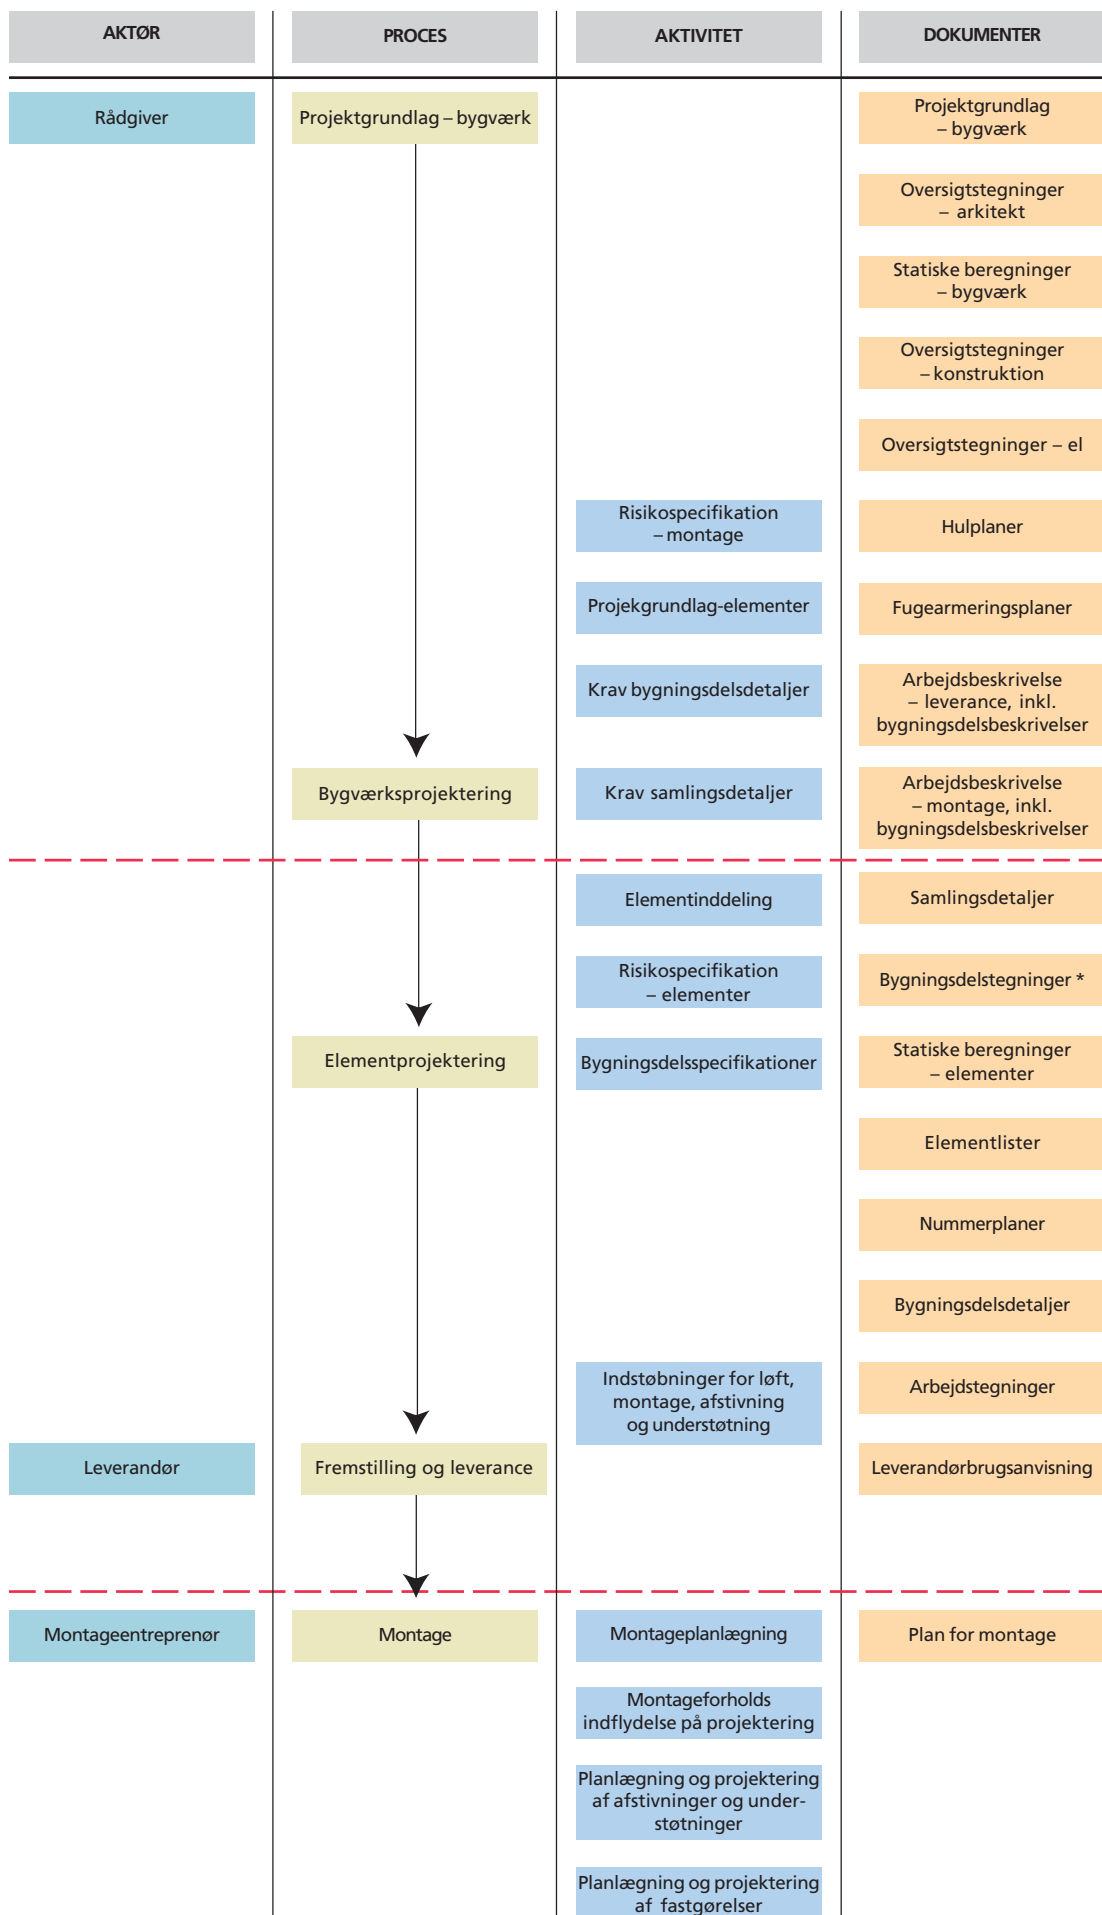 AKTØR
PROCES
AKTIVITET
DOKUMENTER
Rådgiver
Projektgrundlag – bygværk
Projektgrundlag
– bygværk
Oversigtstegninger
– arkitekt
Statiske beregninger
– bygværk
Oversigtstegninger
– konstruktion
Oversigtstegninger – el
Risikospecifikation
– montage
Hulplaner
Projekgrundlag-elementer
Fugearmeringsplaner
Krav bygningsdelsdetaljer
Arbejdsbeskrivelse
– leverance, inkl.
bygningsdelsbeskrivelser
Bygværksprojektering
Krav samlingsdetaljer
Arbejdsbeskrivelse
– montage, inkl.
bygningsdelsbeskrivelser
Elementinddeling
Samlingsdetaljer
Risikospecifikation
– elementer
Bygningsdelstegninger *
Elementprojektering
Bygningsdelsspecifikationer
Statiske beregninger
– elementer
Elementlister
Nummerplaner
Bygningsdelsdetaljer
Indstøbninger for løft,
montage, afstivning
og understøtning
Arbejdstegninger
Leverandør
Fremstilling og leverance
Leverandørbrugsanvisning
Montageentreprenør
Montage
Montageplanlægning
Plan for montage
Montageforholds
indflydelse på projektering
Planlægning og projektering
af afstivninger og under-
støtninger
Planlægning og projektering
af fastgørelser